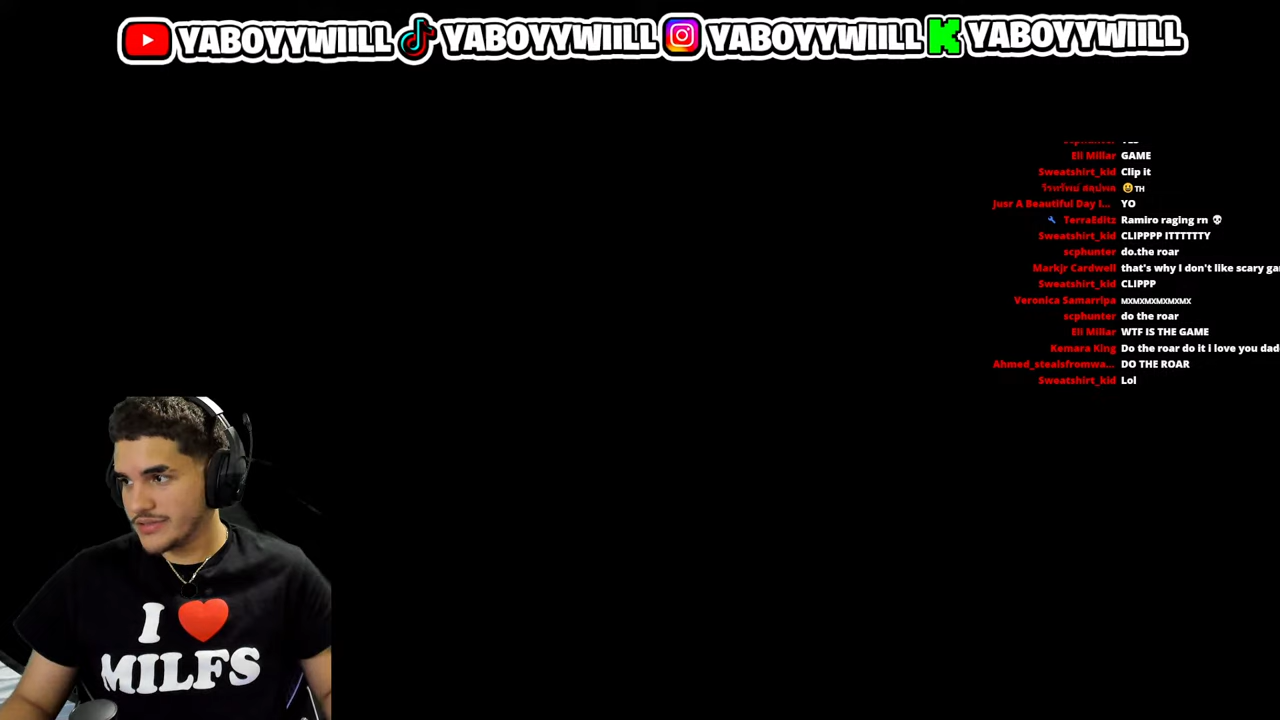 YABOYYWIILL YABOYYWIILL YABOYYWIILL YABOYYWIILL
Eli Millar GAME
Sweatshirt_kid Clip it
TH
Jusr A Beautiful Day I... YO
TerraEditz Ramiro raging rn 💀
Sweatshirt_kid CLIPPPP ITTTTTTY
scphunter do.the roar
Markjr Cardwell that's why I don't like scary ga
Sweatshirt_kid CLIPPP
Veronica Samarripa MXMXMXMXMXMX
scphunter do the roar
Eli Millar WTF IS THE GAME
Kemara King Do the roar do it I love you dad
Ahmed_stealsfromwa... DO THE ROAR
Sweatshirt_kid Lol
I ❤️
MILFS